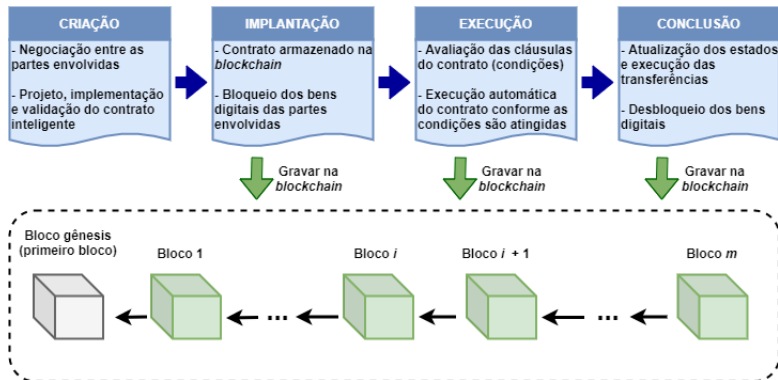 CRIAÇÃO
- Negociação entre as
partes envolvidas
- Projeto, implementação
e validação do contrato
inteligente
IMPLANTAÇÃO
- Contrato armazenado na
blockchain
- Bloqueio dos bens
digitais das partes
envolvidas
EXECUÇÃO
- Avaliação das cláusulas
do contrato (condições)
- Execução automática
do contrato conforme as
condições são atingidas
CONCLUSÃO
- Atualização dos estados
e execução das
transferências
- Desbloqueio dos bens
digitais
Gravar na
blockchain
Gravar na
blockchain
Gravar na
blockchain
Bloco gênesis
(primeiro bloco)
Bloco 1
...
Bloco i
Bloco i + 1
...
Bloco m